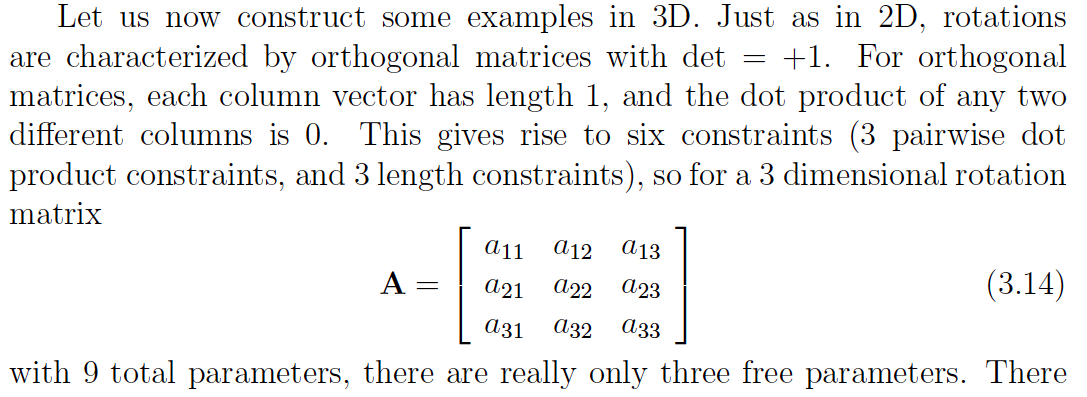 Let us now construct some examples in 3D. Just as in 2D, rotations
are characterized by orthogonal matrices with det = +1. For orthogonal
matrices, each column vector has length 1, and the dot product of any two
different columns is 0. This gives rise to six constraints (3 pairwise dot
product constraints, and 3 length constraints), so for a 3 dimensional rotation
matrix
a11 a12 a13
A = [ a21 a22 a23 ] (3.14)
a31 a32 a33
with 9 total parameters, there are really only three free parameters. There